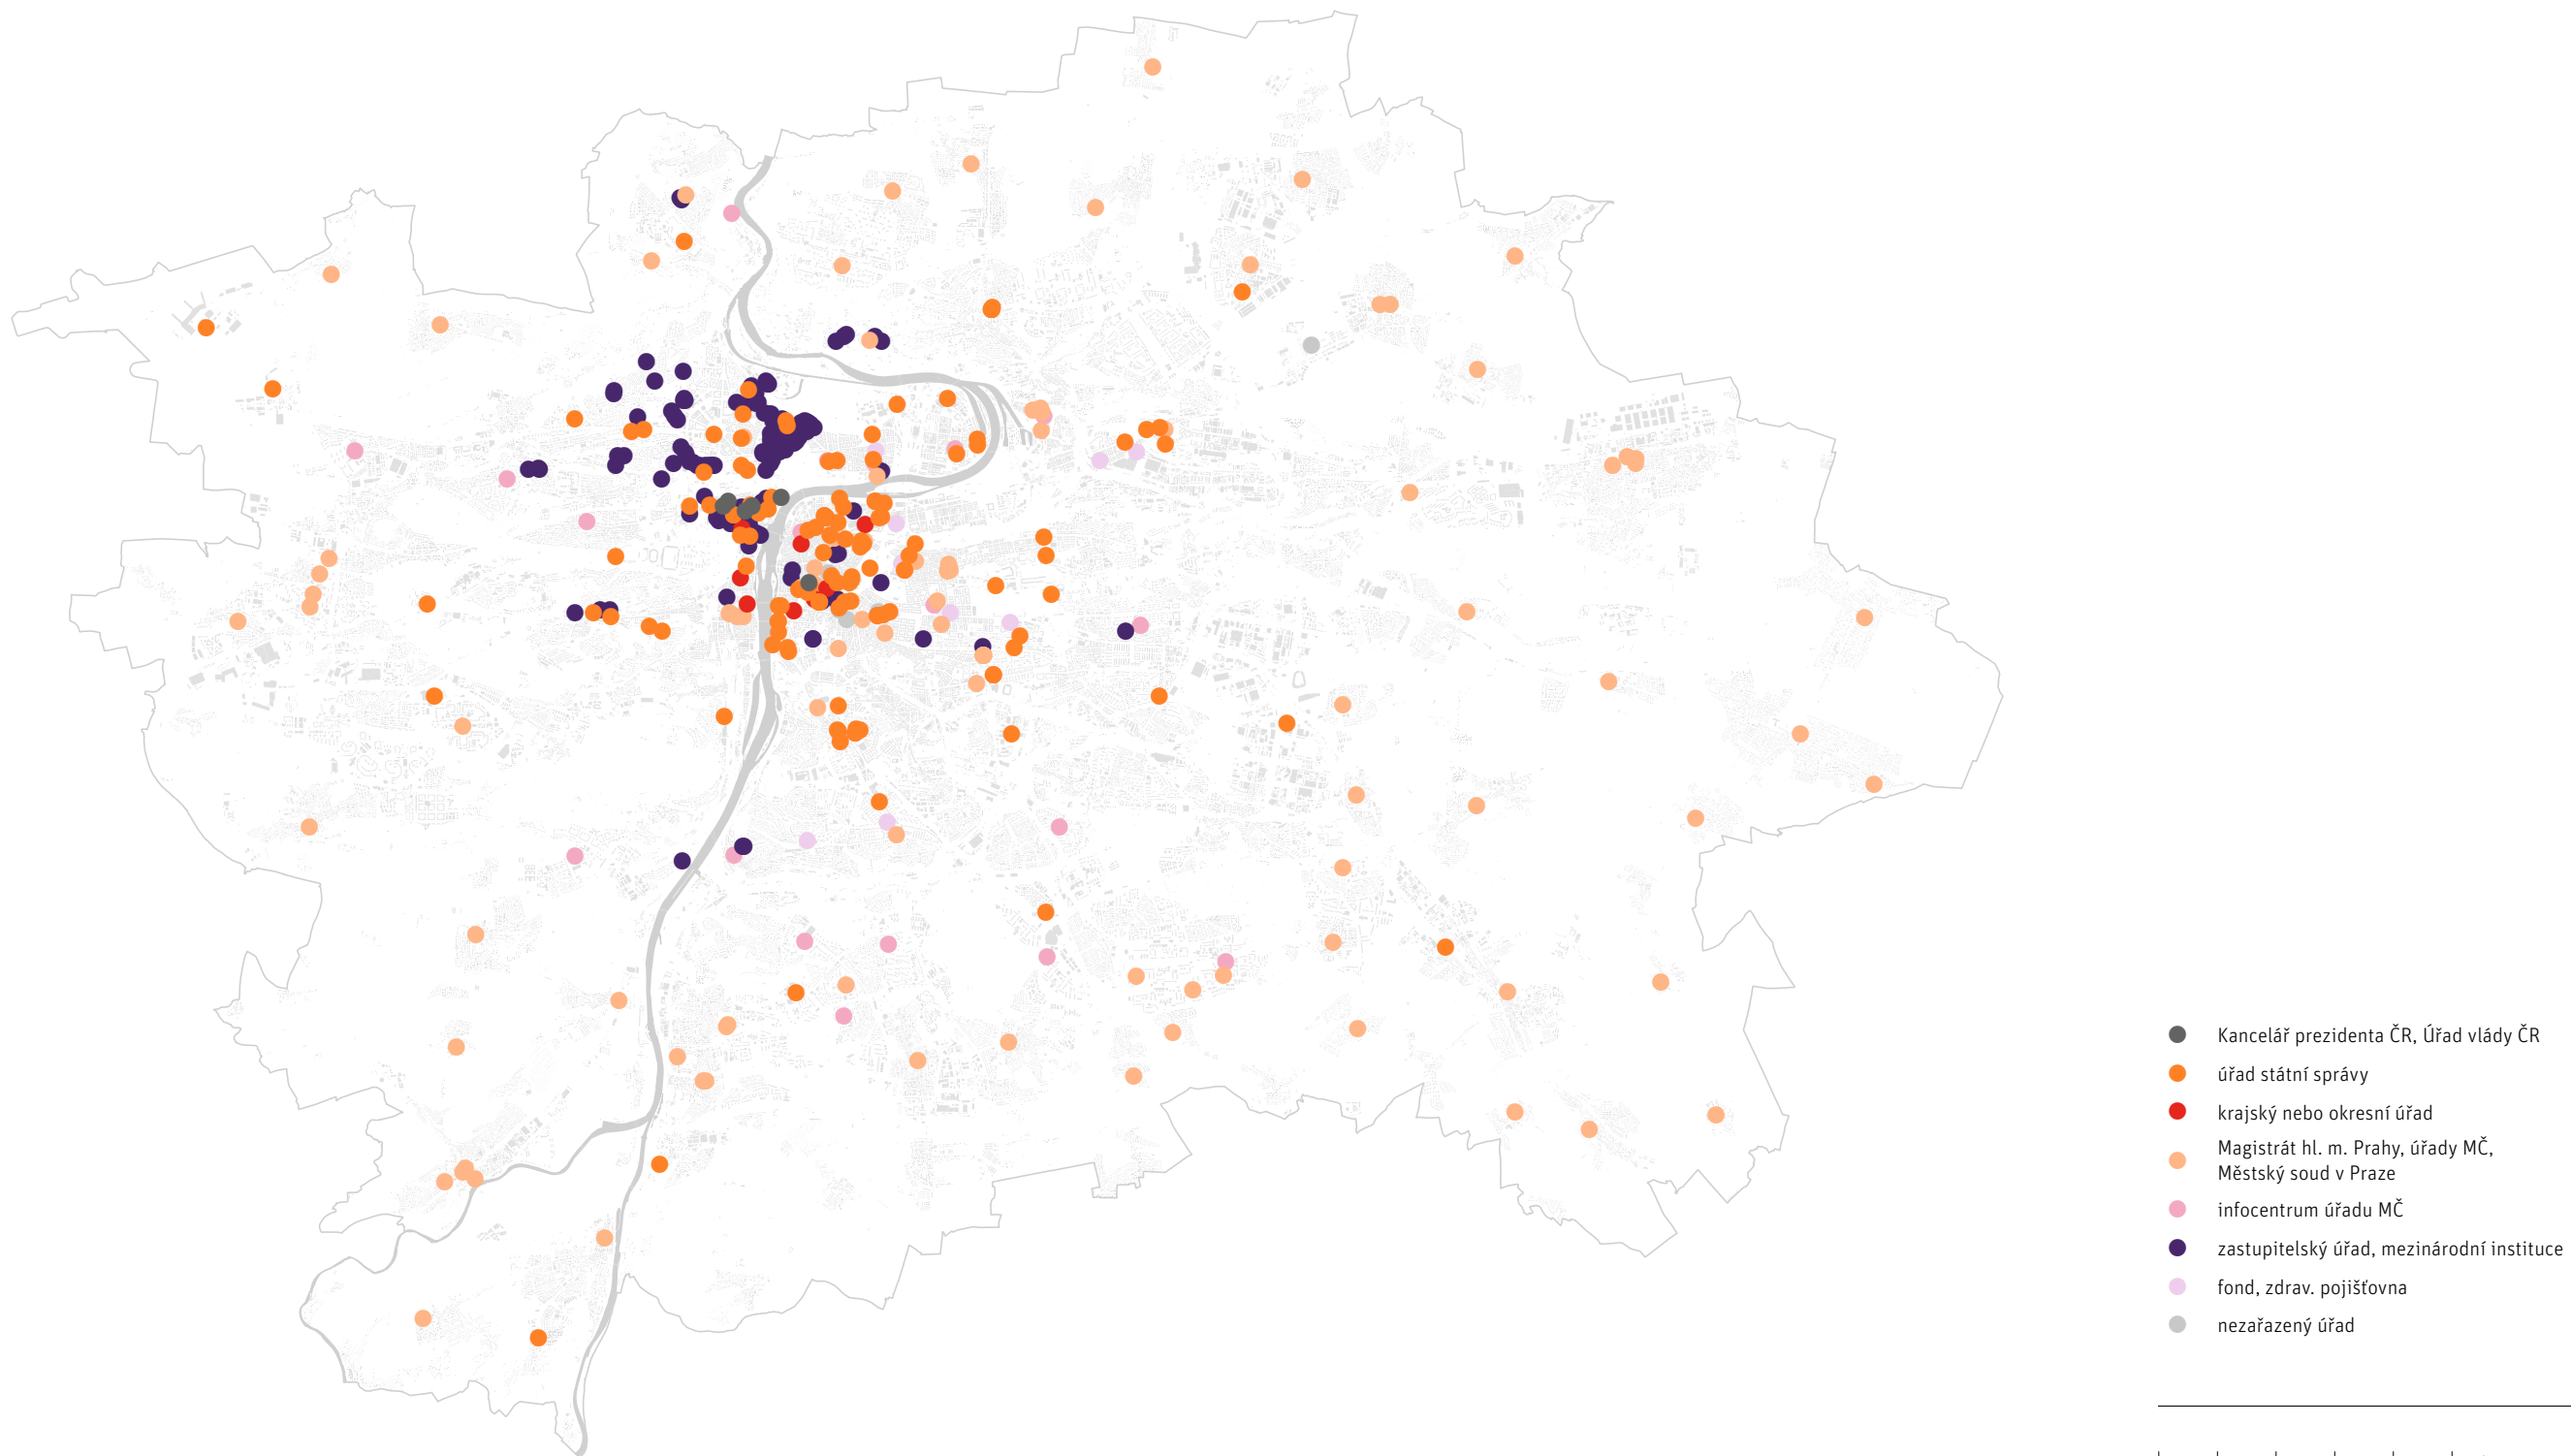 Kancelář prezidenta ČR, Úřad vlády ČR
úřad státní správy
krajský nebo okresní úřad
Magistrát hl. m. Prahy, úřady MČ,
Městský soud v Praze
infocentrum úřadu MČ
zastupitelský úřad, mezinárodní instituce
fond, zdrav. pojišťovna
nezařazený úřad